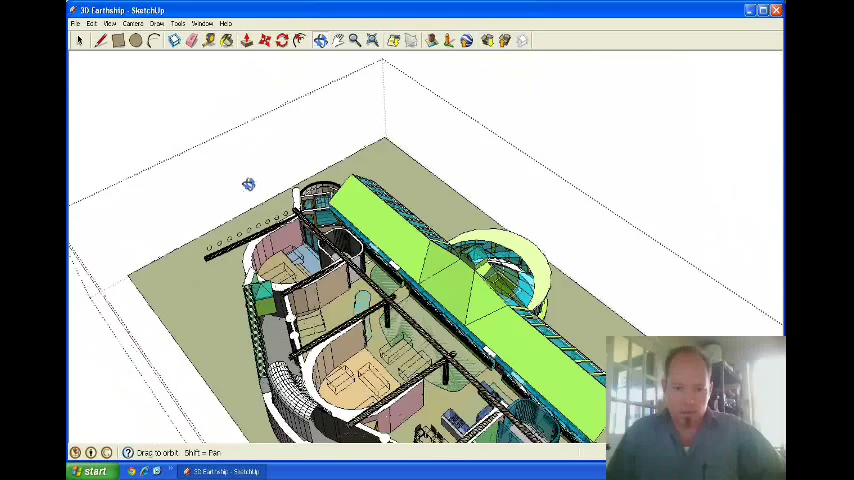 3D Earthship - SketchUp
File Edit View Camera Draw Tools Window Help
Drag to orbit. Shift = Pan
start
3D Earthship - SketchUp